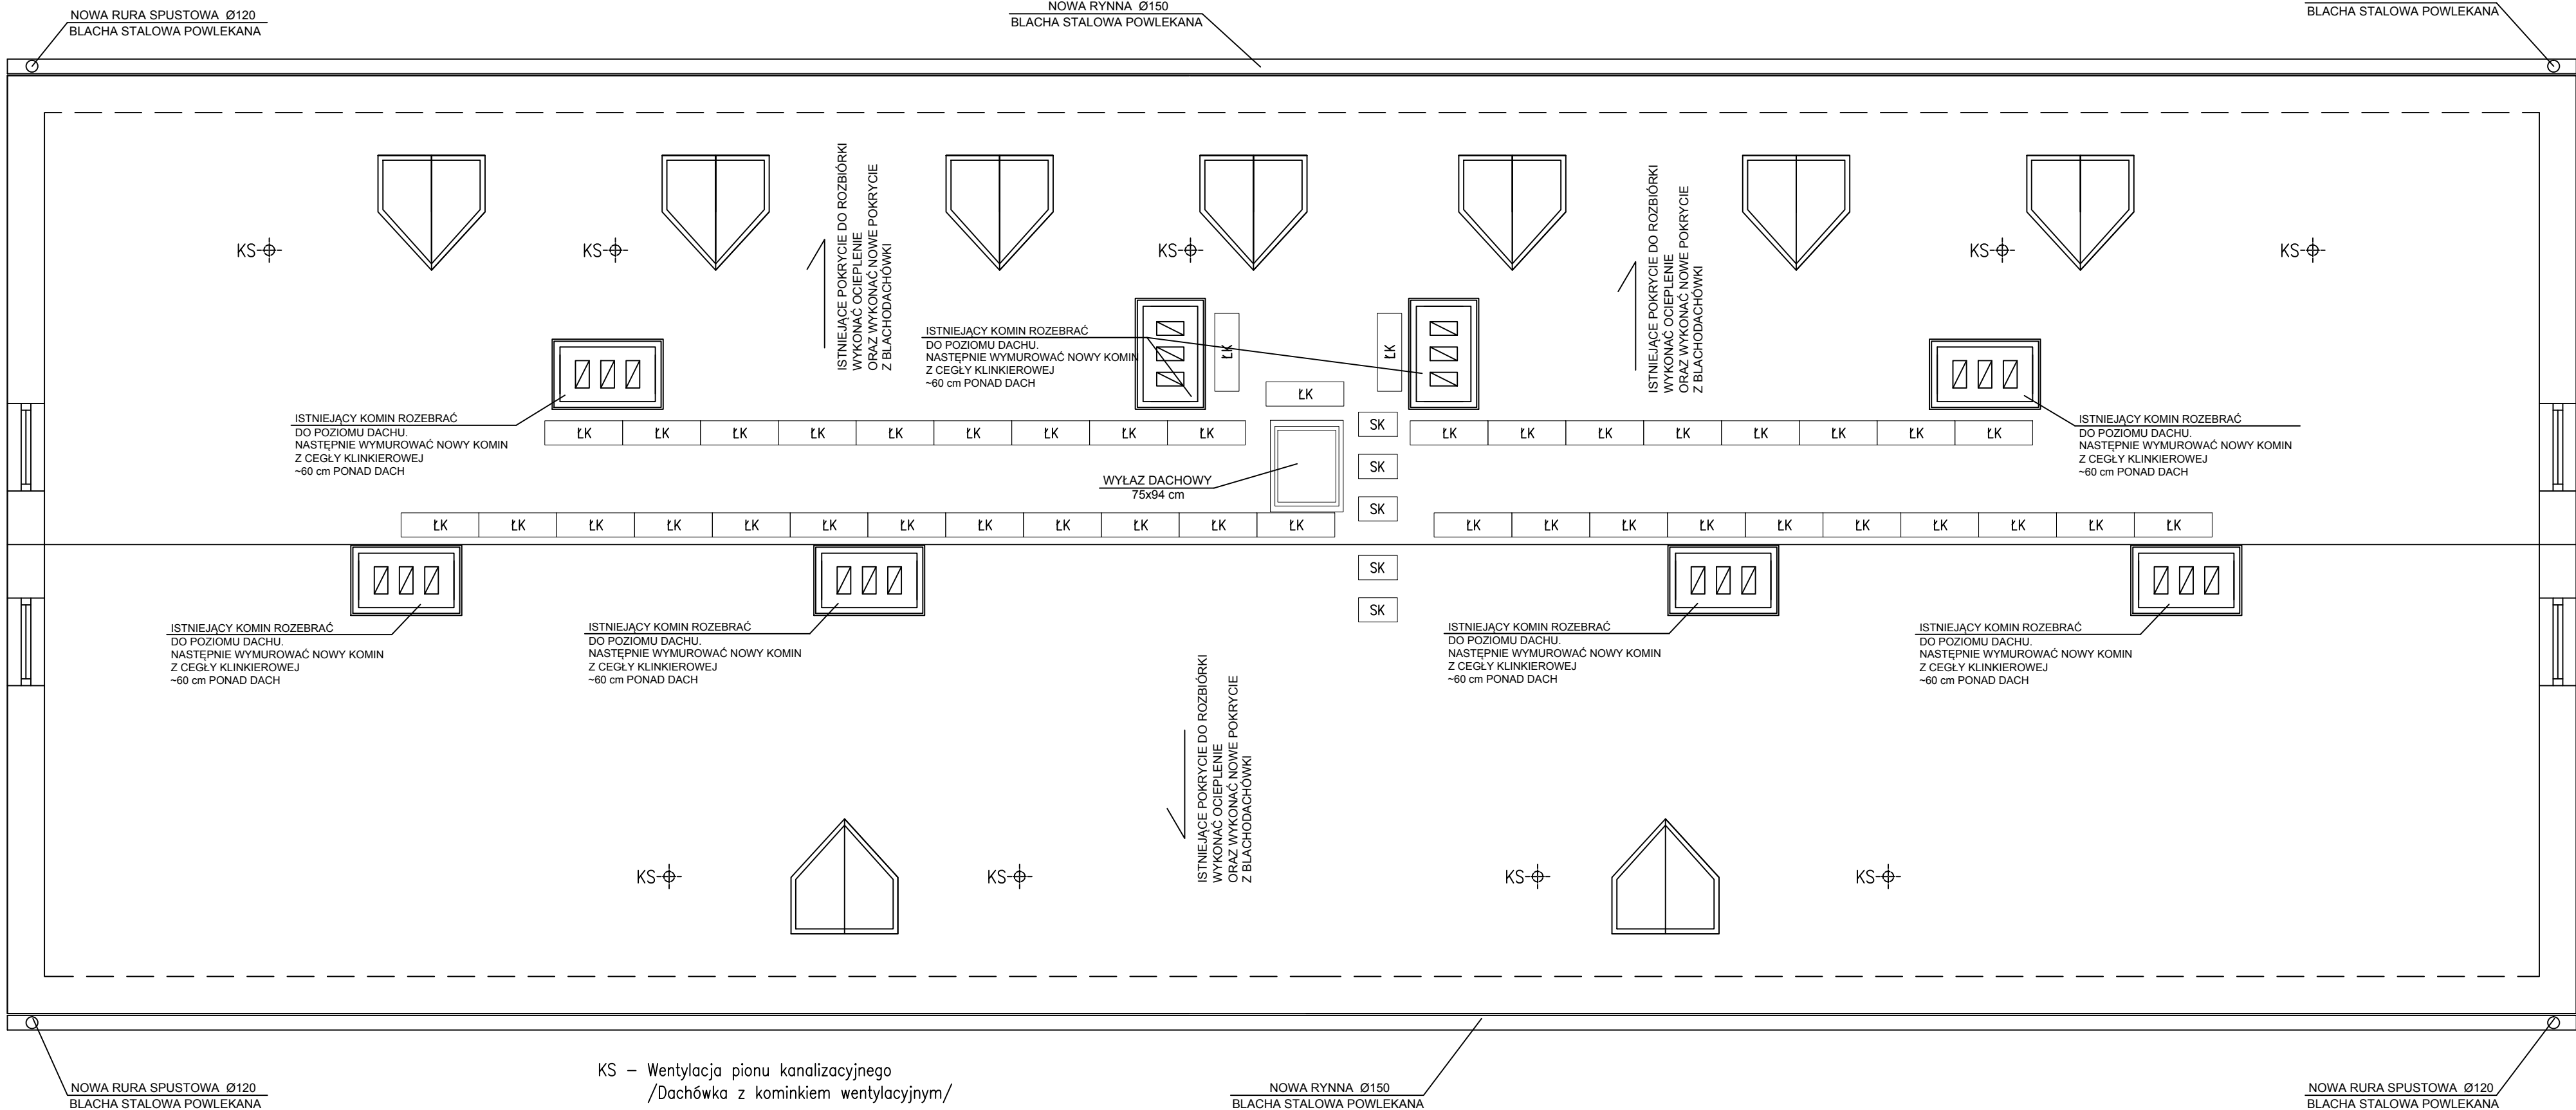 NOWA RURA SPUSTOWA Ø120
BLACHA STALOWA POWLEKANA
NOWA RYNNA Ø150
BLACHA STALOWA POWLEKANA
BLACHA STALOWA POWLEKANA
ISTNIEJĄCE POKRYCIE DO ROZBIÓRKI
WYKONAĆ OCIEPLENIE
ORAZ WYKONAĆ NOWE POKRYCIE
Z BLACHODACHÓWKI
ISTNIEJĄCE POKRYCIE DO ROZBIÓRKI
WYKONAĆ OCIEPLENIE
ORAZ WYKONAĆ NOWE POKRYCIE
Z BLACHODACHÓWKI
KS
KS
KS
KS
KS
ISTNIEJĄCY KOMIN ROZEBRAĆ
DO POZIOMU DACHU.
NASTĘPNIE WYMUROWAĆ NOWY KOMIN
Z CEGŁY KLINKIEROWEJ
~60 cm PONAD DACH
ŁK
ŁK
ŁK
ISTNIEJĄCY KOMIN ROZEBRAĆ
DO POZIOMU DACHU.
NASTĘPNIE WYMUROWAĆ NOWY KOMIN
Z CEGŁY KLINKIEROWEJ
~60 cm PONAD DACH
ISTNIEJĄCY KOMIN ROZEBRAĆ
DO POZIOMU DACHU.
NASTĘPNIE WYMUROWAĆ NOWY KOMIN
Z CEGŁY KLINKIEROWEJ
~60 cm PONAD DACH
ŁK ŁK ŁK ŁK ŁK ŁK ŁK ŁK ŁK
SK
ŁK ŁK ŁK ŁK ŁK ŁK ŁK ŁK
SK
WYŁAZ DACHOWY
75x94 cm
SK
ŁK ŁK ŁK ŁK ŁK ŁK ŁK ŁK ŁK ŁK ŁK ŁK
ŁK ŁK ŁK ŁK ŁK ŁK ŁK ŁK ŁK ŁK
SK
SK
ISTNIEJĄCY KOMIN ROZEBRAĆ
DO POZIOMU DACHU.
NASTĘPNIE WYMUROWAĆ NOWY KOMIN
Z CEGŁY KLINKIEROWEJ
~60 cm PONAD DACH
ISTNIEJĄCY KOMIN ROZEBRAĆ
DO POZIOMU DACHU.
NASTĘPNIE WYMUROWAĆ NOWY KOMIN
Z CEGŁY KLINKIEROWEJ
~60 cm PONAD DACH
ISTNIEJĄCY KOMIN ROZEBRAĆ
DO POZIOMU DACHU.
NASTĘPNIE WYMUROWAĆ NOWY KOMIN
Z CEGŁY KLINKIEROWEJ
~60 cm PONAD DACH
ISTNIEJĄCY KOMIN ROZEBRAĆ
DO POZIOMU DACHU.
NASTĘPNIE WYMUROWAĆ NOWY KOMIN
Z CEGŁY KLINKIEROWEJ
~60 cm PONAD DACH
ISTNIEJĄCE POKRYCIE DO ROZBIÓRKI
WYKONAĆ OCIEPLENIE
ORAZ WYKONAĆ NOWE POKRYCIE
Z BLACHODACHÓWKI
KS
KS
KS
KS
KS – Wentylacja pionu kanalizacyjnego
/Dachówka z kominkiem wentylacyjnym/
NOWA RURA SPUSTOWA Ø120
BLACHA STALOWA POWLEKANA
NOWA RYNNA Ø150
BLACHA STALOWA POWLEKANA
NOWA RURA SPUSTOWA Ø120
BLACHA STALOWA POWLEKANA